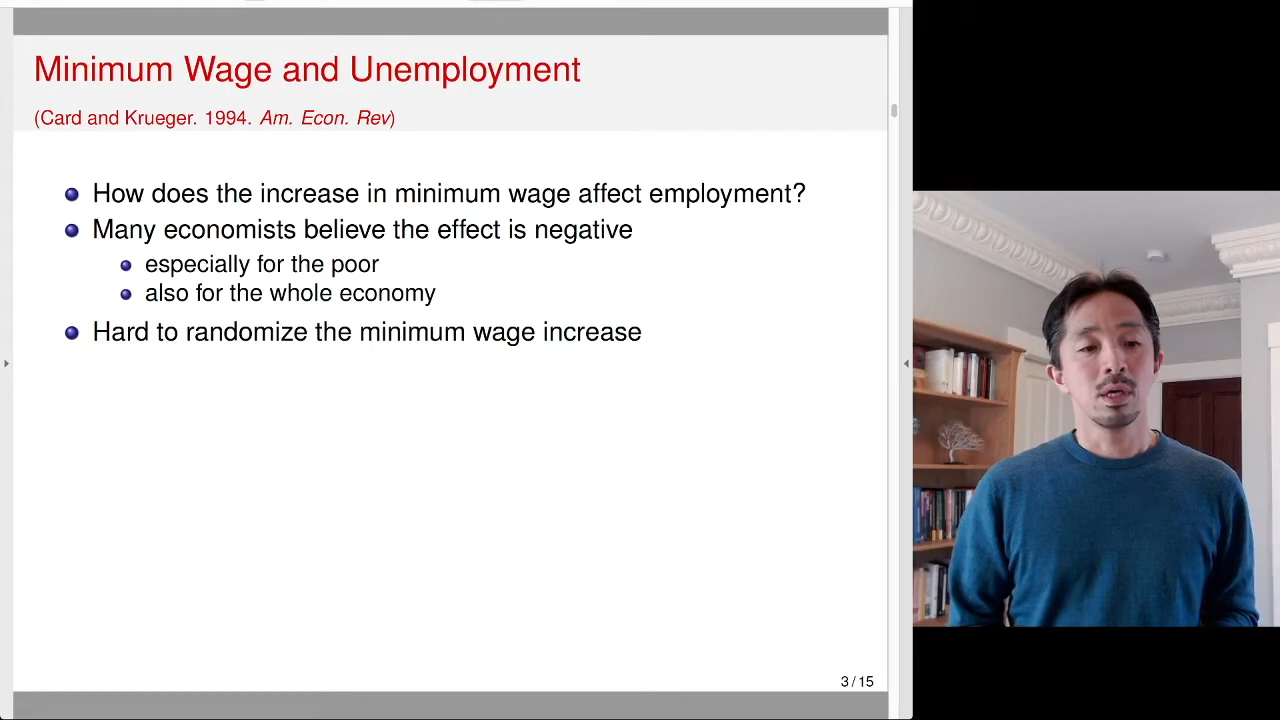 Minimum Wage and Unemployment
(Card and Krueger. 1994. Am. Econ. Rev)
How does the increase in minimum wage affect employment?
Many economists believe the effect is negative
especially for the poor
also for the whole economy
Hard to randomize the minimum wage increase
3 / 15